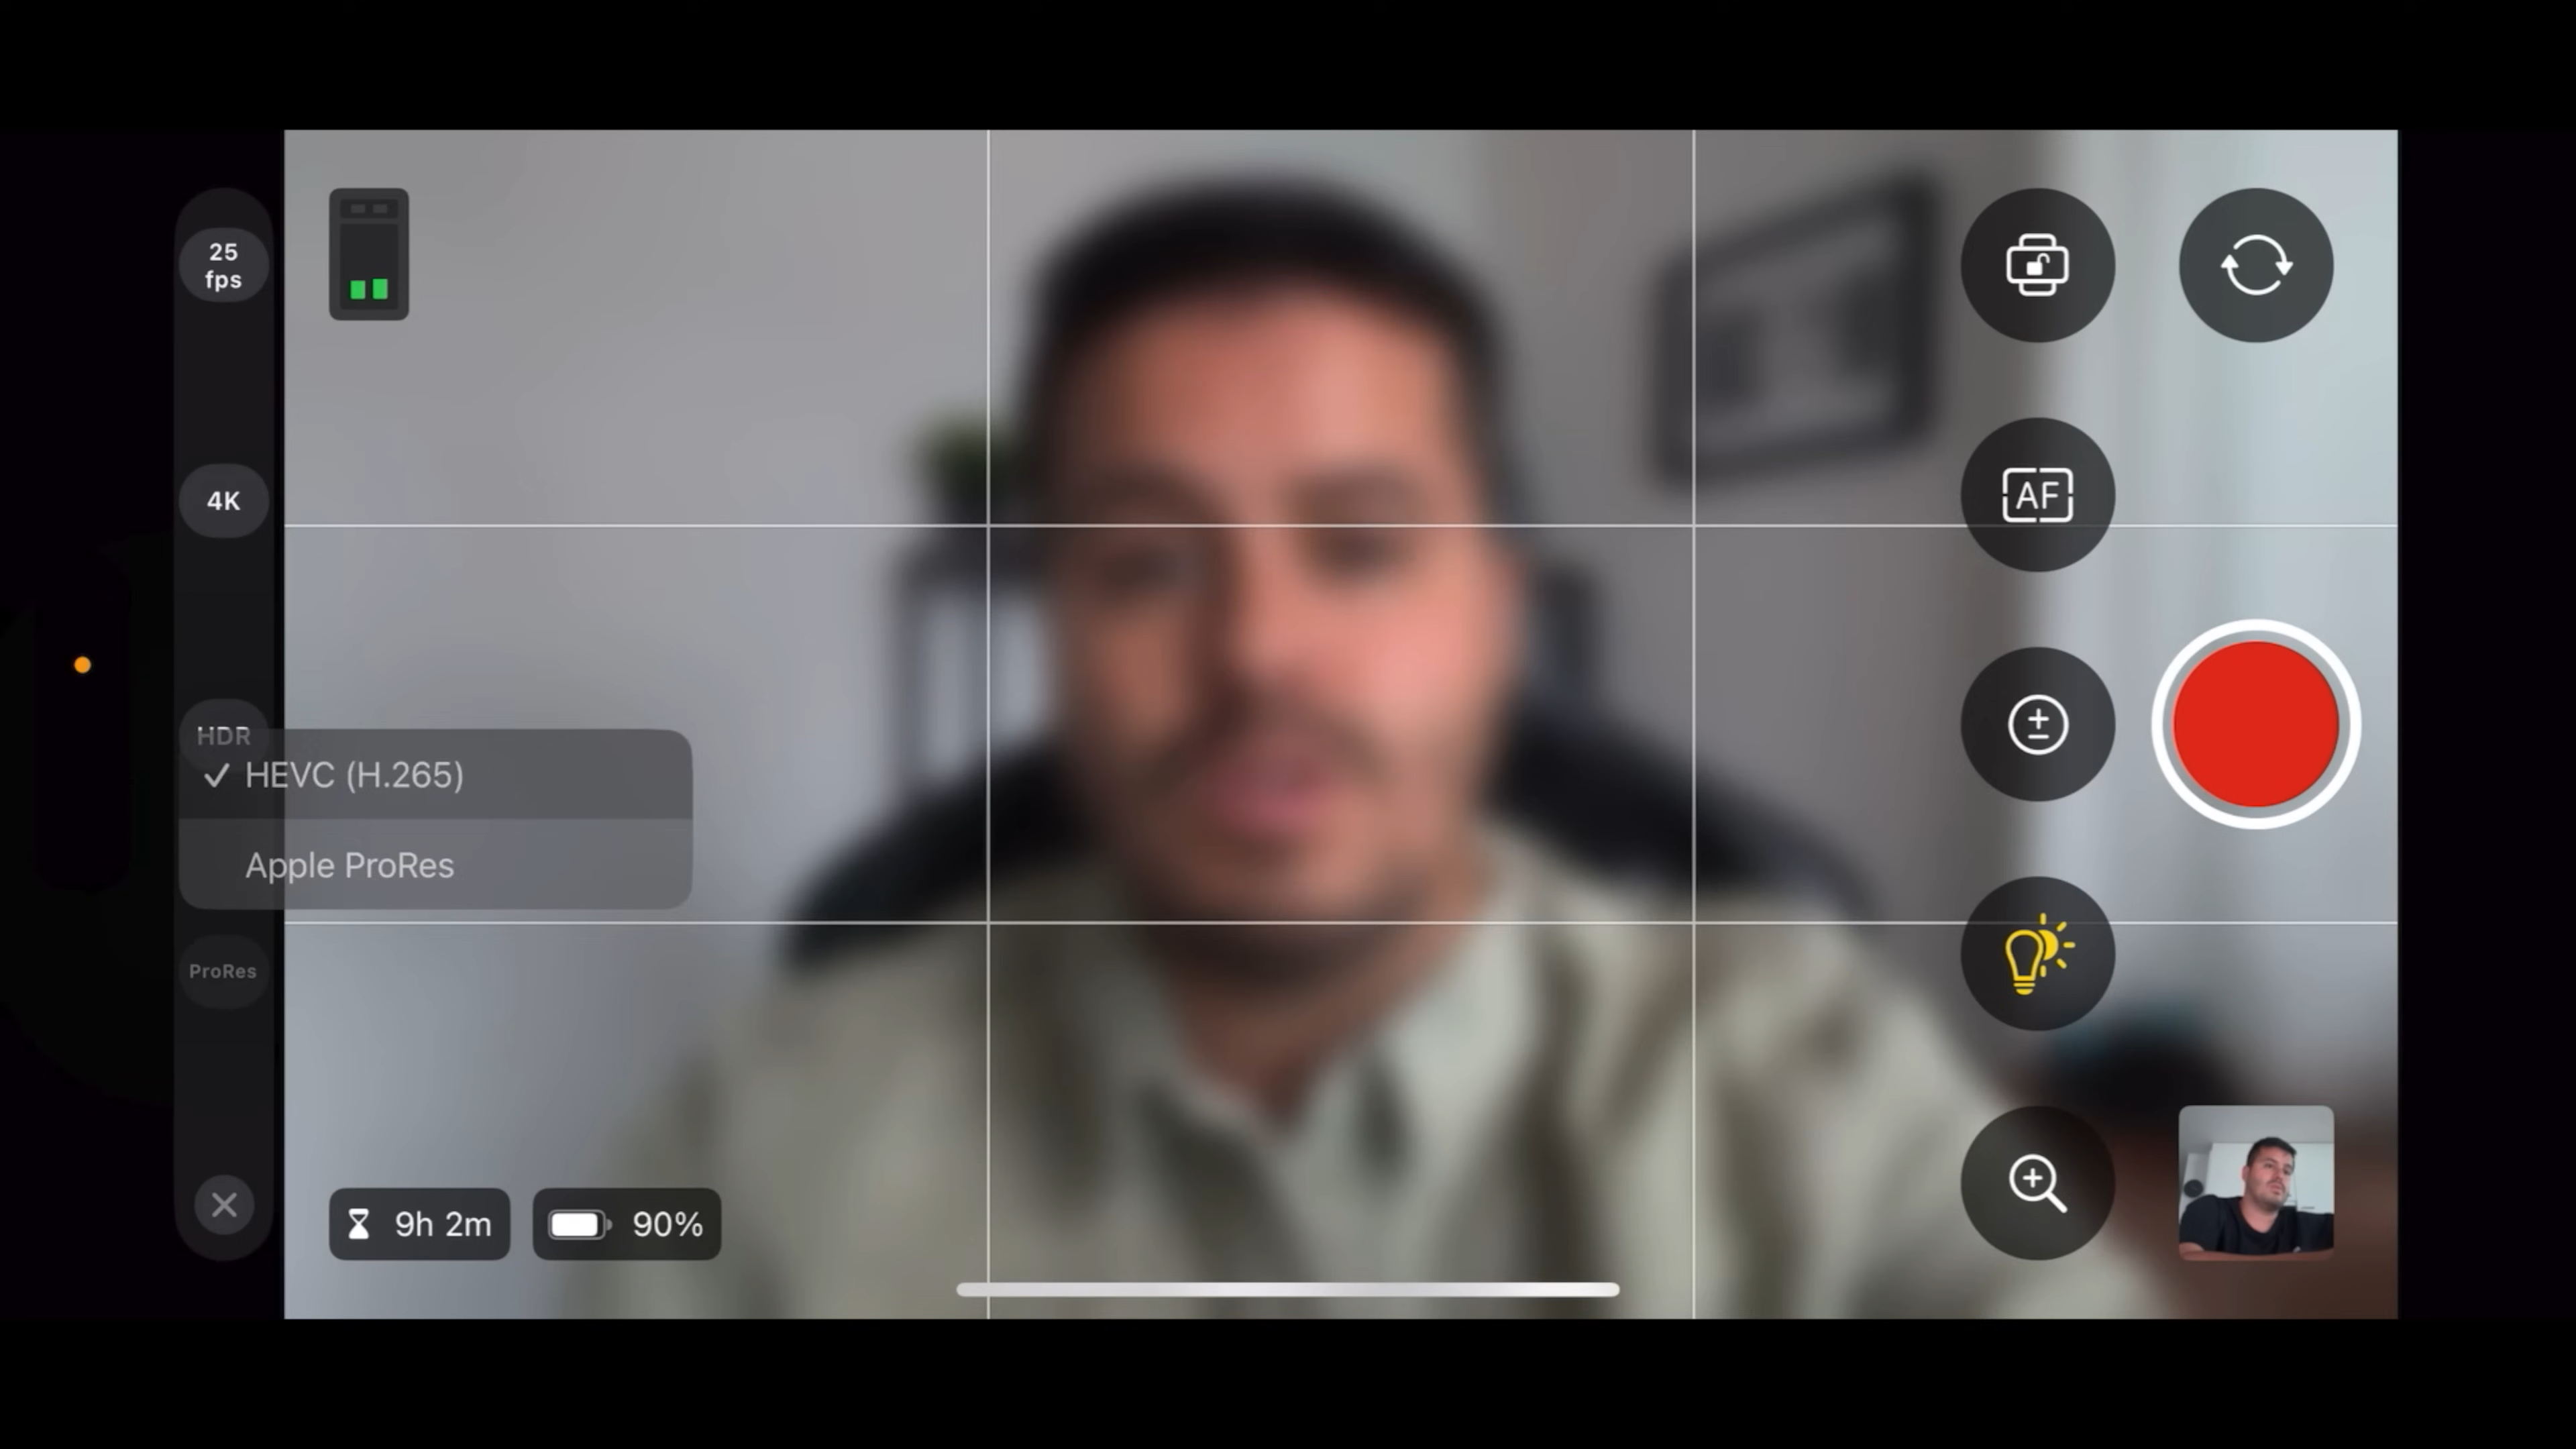 25
fps
4K
HDR
✓ HEVC (H.265)
Apple ProRes
ProRes
9h 2m
90%
AF